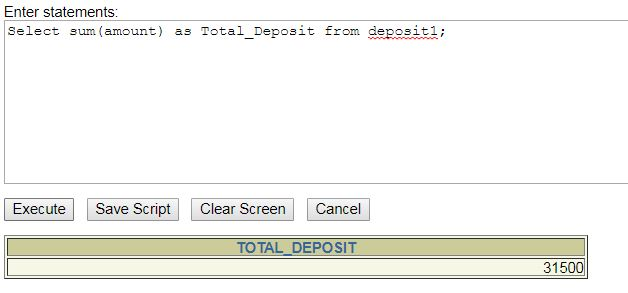 Enter statements:
Select sum(amount) as Total_Deposit from deposit1;
Execute Save Script Clear Screen Cancel
TOTAL_DEPOSIT
31500